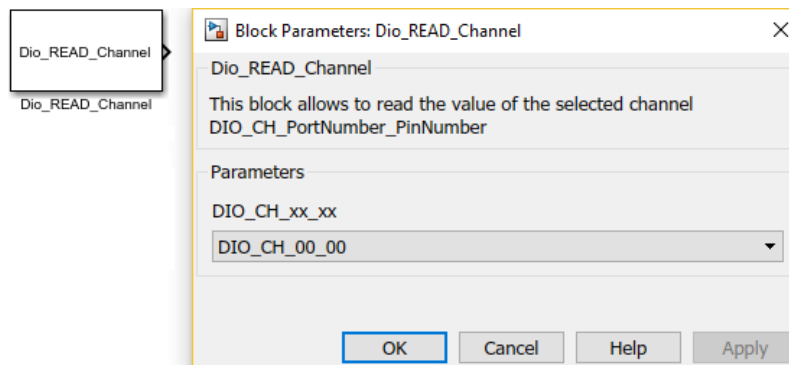 Dio_READ_Channel
Dio_READ_Channel
Block Parameters: Dio_READ_Channel
Dio_READ_Channel
This block allows to read the value of the selected channel
DIO_CH_PortNumber_PinNumber
Parameters
DIO_CH_xx_xx
DIO_CH_00_00
OK Cancel Help Apply